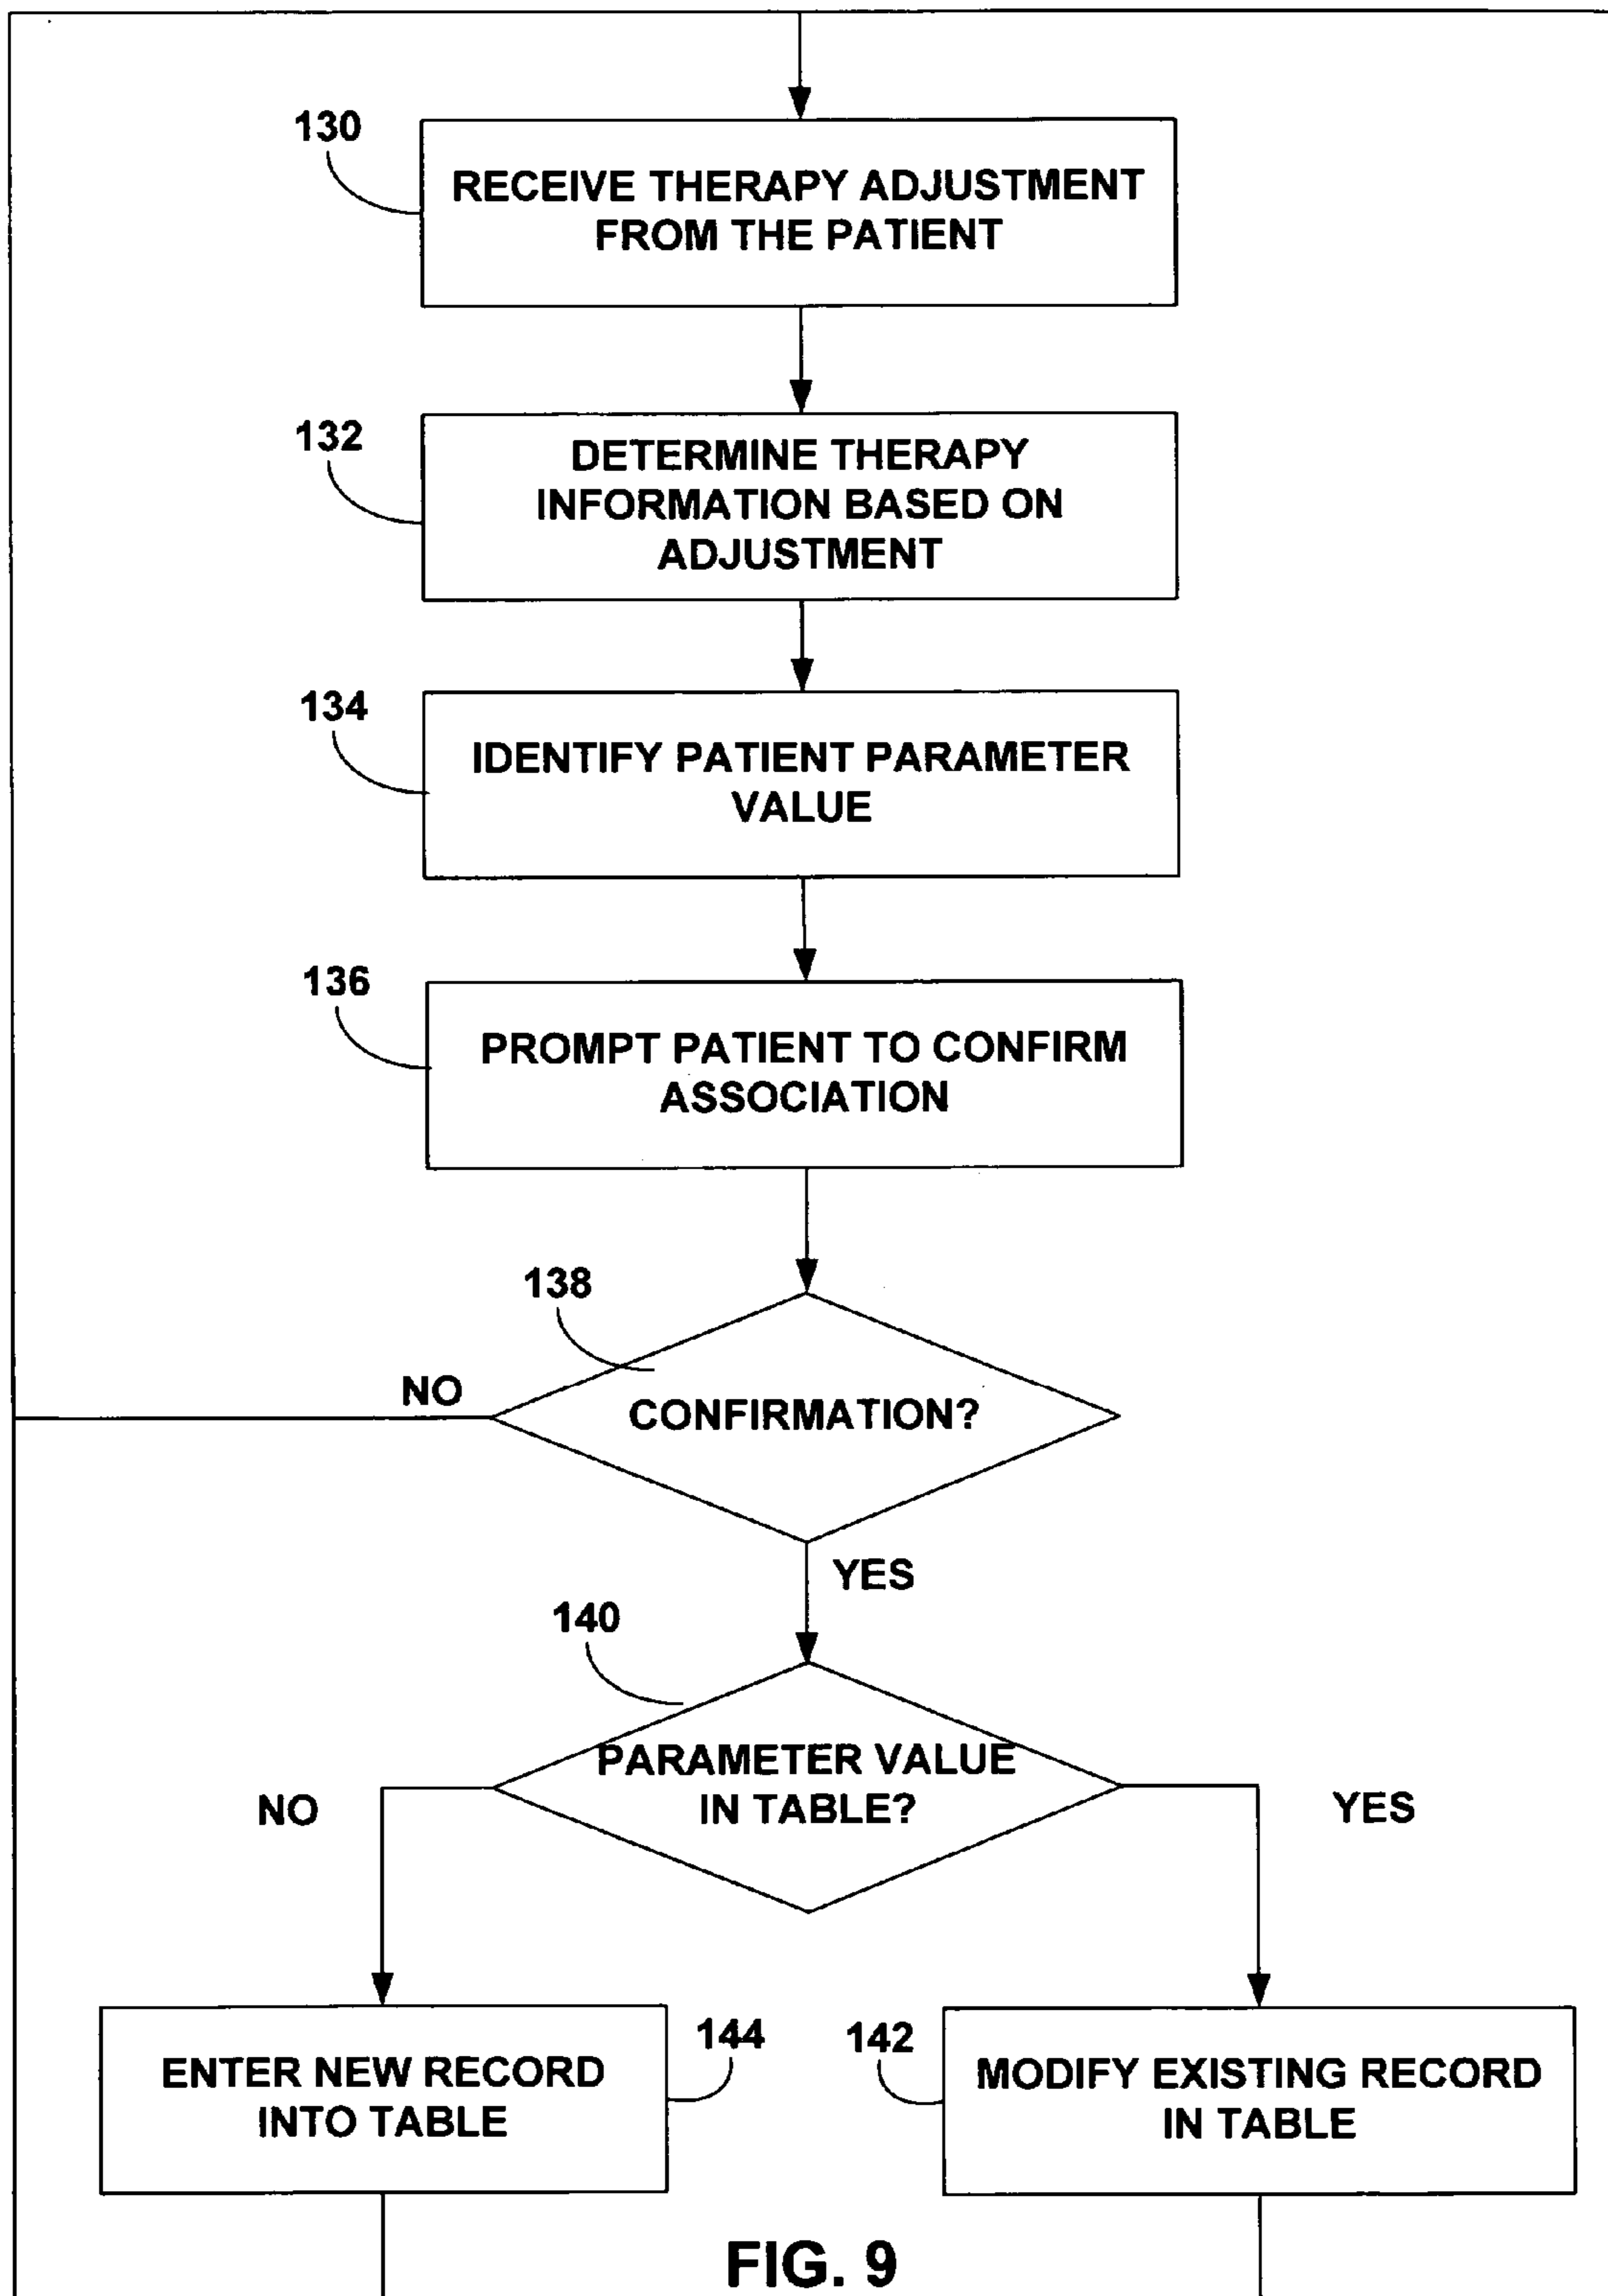 130
RECEIVE THERAPY ADJUSTMENT
FROM THE PATIENT
132
DETERMINE THERAPY
INFORMATION BASED ON
ADJUSTMENT
134
IDENTIFY PATIENT PARAMETER
VALUE
136
PROMPT PATIENT TO CONFIRM
ASSOCIATION
138
NO
CONFIRMATION?
YES
140
PARAMETER VALUE
IN TABLE?
NO
YES
144
ENTER NEW RECORD
INTO TABLE
142
MODIFY EXISTING RECORD
IN TABLE
FIG. 9